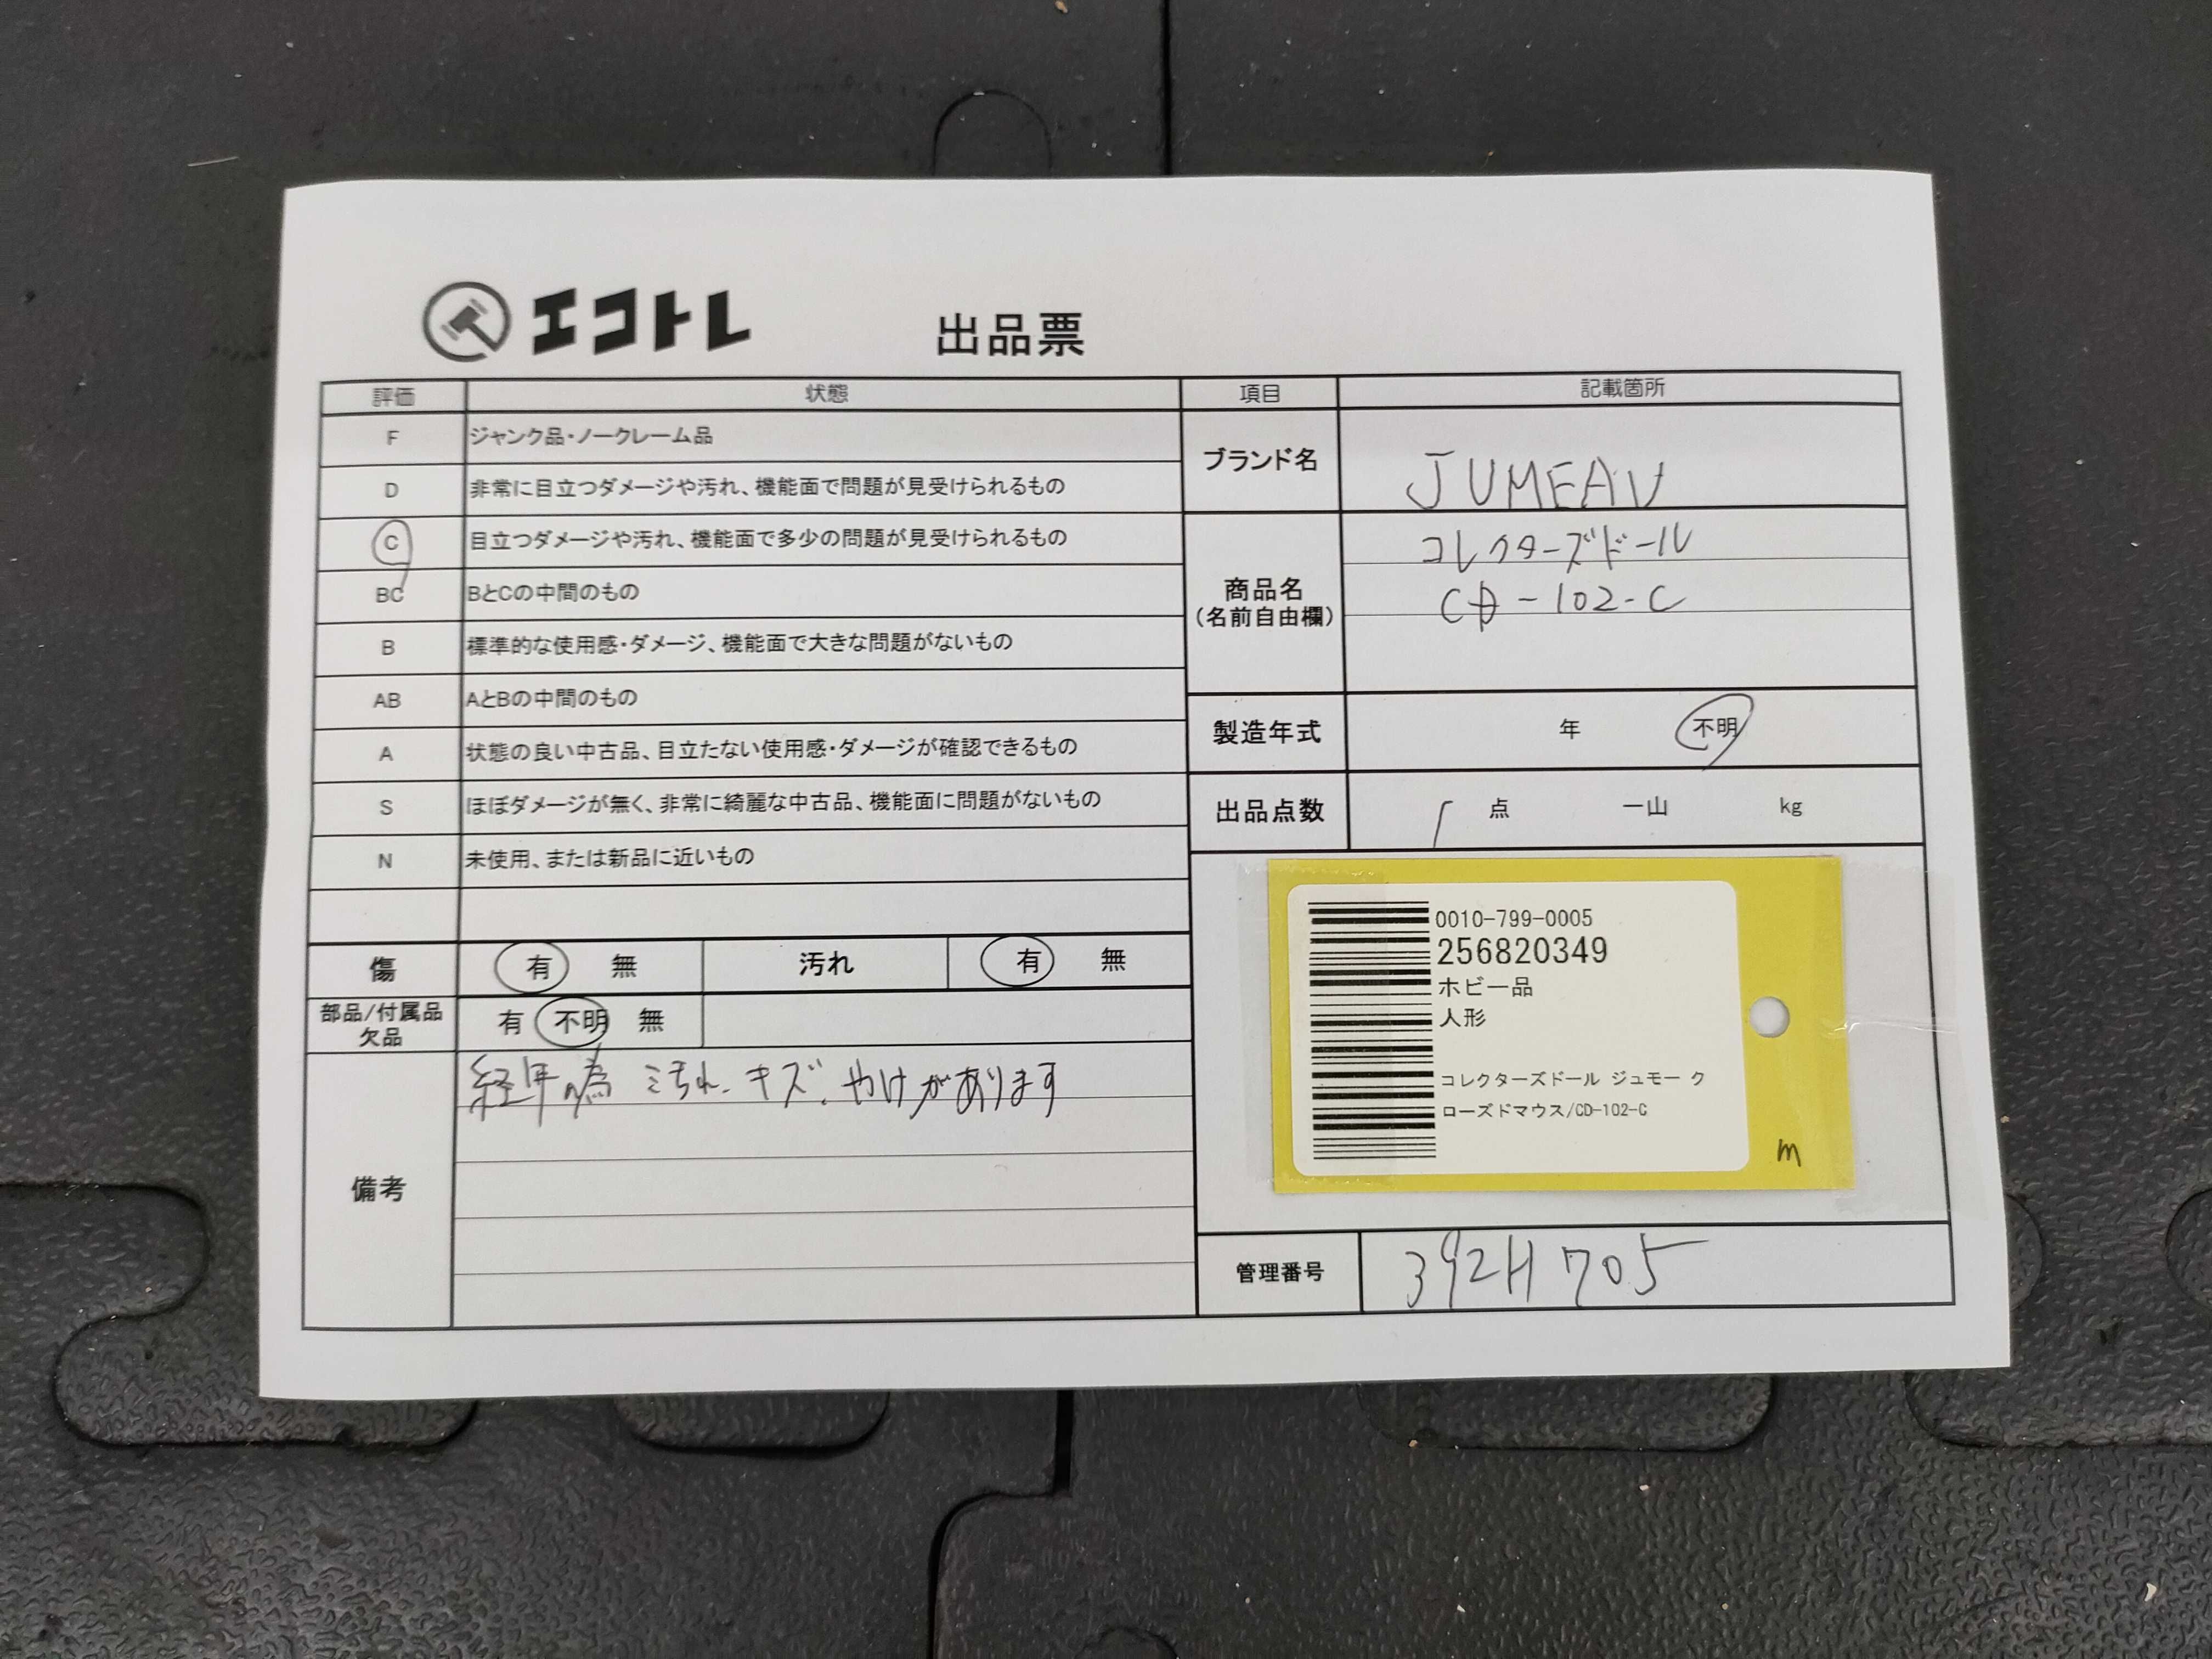 エコトレ 出品票
評価 状態
F ジャンク品・ノークレーム品
D 非常に目立つダメージや汚れ、機能面で問題が見受けられるもの
C 目立つダメージや汚れ、機能面で多少の問題が見受けられるもの
BC BとCの中間のもの
B 標準的な使用感・ダメージ、機能面で大きな問題がないもの
AB AとBの中間のもの
A 状態の良い中古品、目立たない使用感・ダメージが確認できるもの
S ほぼダメージが無く、非常に綺麗な中古品、機能面に問題がないもの
N 未使用、または新品に近いもの
傷 有 無 汚れ 有 無
部品/付属品 有 不明 無
欠品
備考 経年の為 汚れ、キズ、やけがあります
項目 記載箇所
ブランド名 JUMEAU
商品名 コレクターズドール
(名前自由欄) CD-102-C
製造年式 年 不明
出品点数 1 点 一山 kg
0010-799-0005
256820349
ホビー品
人形
コレクターズドール ジュモー ク
ローズドマウス/CD-102-C
m
管理番号 392H705